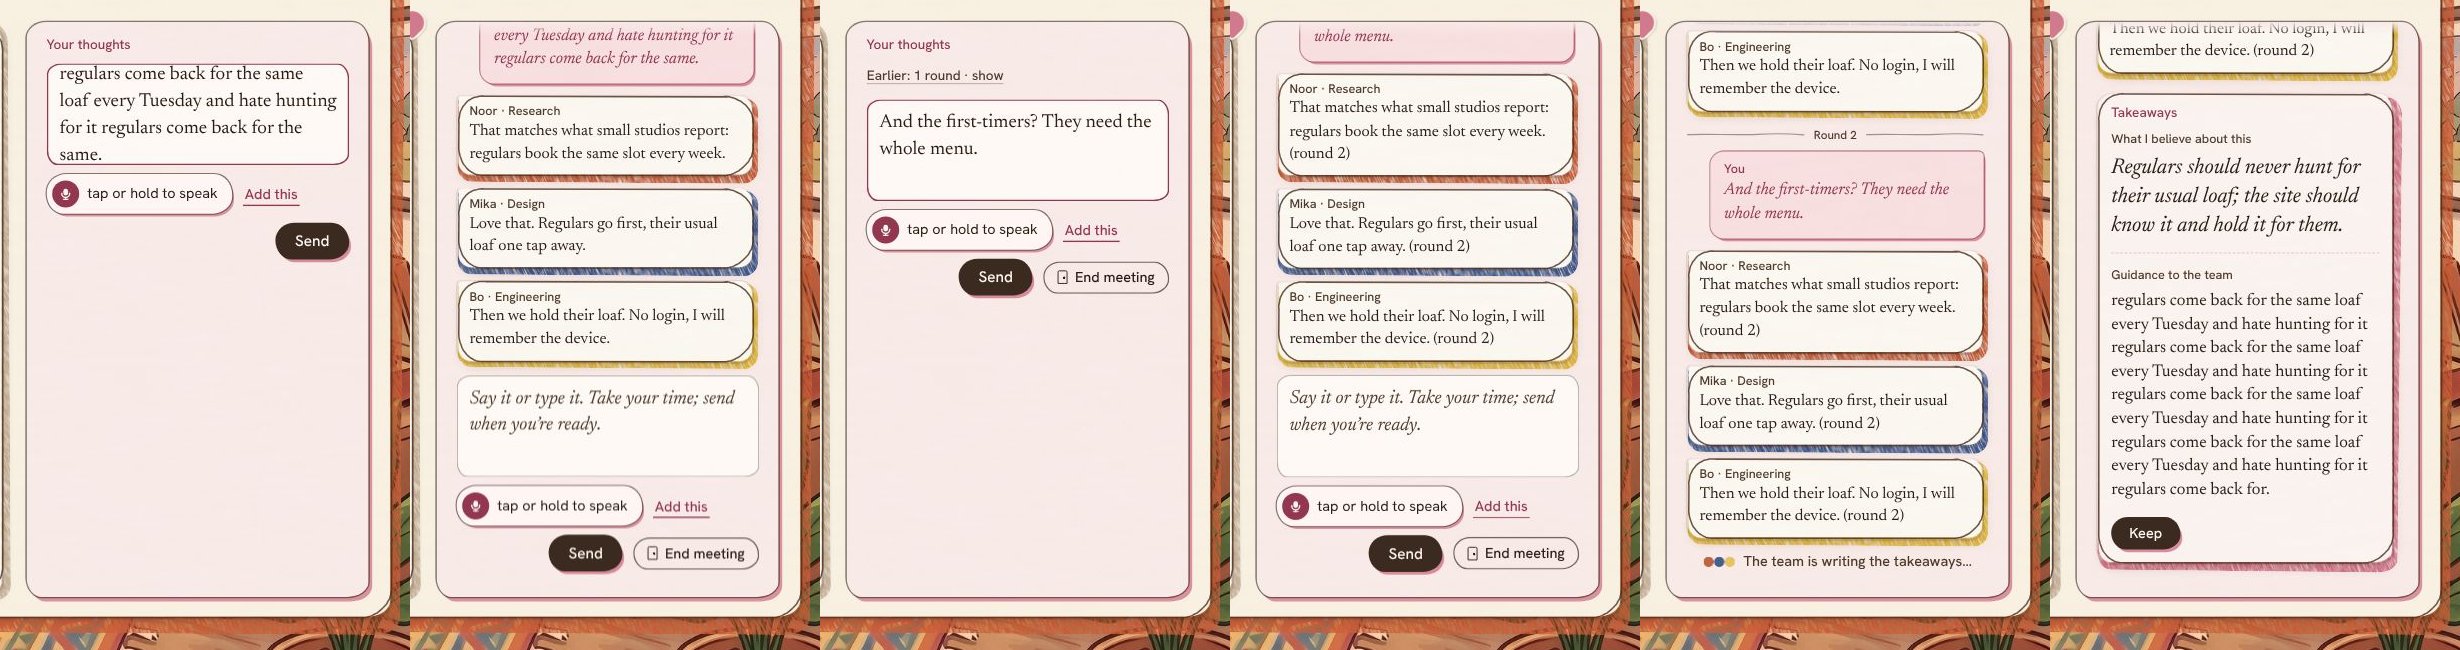 Your thoughts
regulars come back for the same
loaf every Tuesday and hate hunting
for it regulars come back for the
same.
tap or hold to speak
Add this
Send
every Tuesday and hate hunting for it
regulars come back for the same.
Noor · Research
That matches what small studios report:
regulars book the same slot every week.
Mika · Design
Love that. Regulars go first, their usual
loaf one tap away.
Bo · Engineering
Then we hold their loaf. No login, I will
remember the device.
Say it or type it. Take your time; send
when you’re ready.
tap or hold to speak
Add this
Send
End meeting
Your thoughts
Earlier: 1 round · show
And the first-timers? They need the
whole menu.
tap or hold to speak
Add this
Send
End meeting
whole menu.
Noor · Research
That matches what small studios report:
regulars book the same slot every week.
(round 2)
Mika · Design
Love that. Regulars go first, their usual
loaf one tap away. (round 2)
Bo · Engineering
Then we hold their loaf. No login, I will
remember the device. (round 2)
Say it or type it. Take your time; send
when you’re ready.
tap or hold to speak
Add this
Send
End meeting
Bo · Engineering
Then we hold their loaf. No login, I will
remember the device.
Round 2
You
And the first-timers? They need the
whole menu.
Noor · Research
That matches what small studios report:
regulars book the same slot every week.
(round 2)
Mika · Design
Love that. Regulars go first, their usual
loaf one tap away. (round 2)
Bo · Engineering
Then we hold their loaf. No login, I will
remember the device. (round 2)
The team is writing the takeaways...
Then we hold their loaf. No login, I will
remember the device. (round 2)
Takeaways
What I believe about this
Regulars should never hunt for
their usual loaf; the site should
know it and hold it for them.
Guidance to the team
regulars come back for the same loaf
every Tuesday and hate hunting for it
regulars come back for the same loaf
every Tuesday and hate hunting for it
regulars come back for the same loaf
every Tuesday and hate hunting for it
regulars come back for the same loaf
every Tuesday and hate hunting for it
regulars come back for.
Keep